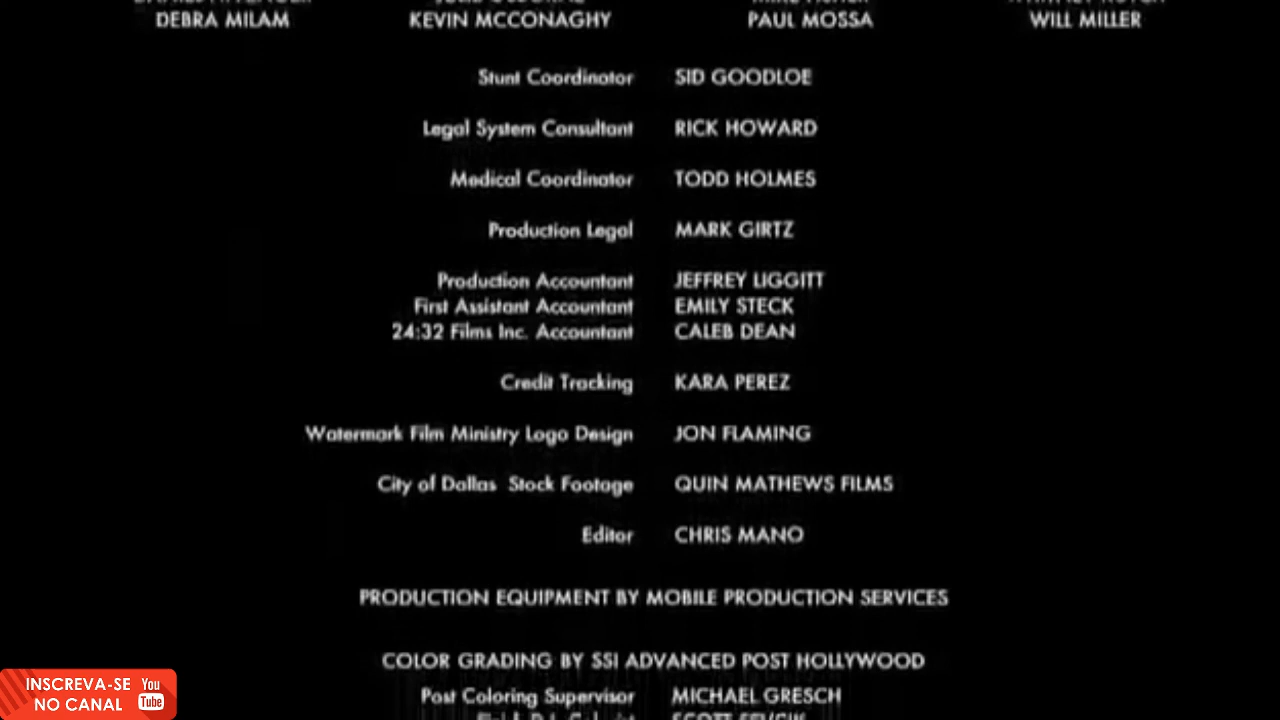 DEBRA MILAM KEVIN MCCONAGHY PAUL MOSSA WILL MILLER
Stunt Coordinator SID GOODLOE
Legal System Consultant RICK HOWARD
Medical Coordinator TODD HOLMES
Production Legal MARK GIRTZ
Production Accountant JEFFREY LIGGITT
First Assistant Accountant EMILY STECK
24:32 Films Inc. Accountant CALEB DEAN
Credit Tracking KARA PEREZ
Watermark Film Ministry Logo Design JON FLAMING
City of Dallas Stock Footage QUIN MATHEWS FILMS
Editor CHRIS MANO
PRODUCTION EQUIPMENT BY MOBILE PRODUCTION SERVICES
COLOR GRADING BY SSI ADVANCED POST HOLLYWOOD
Post Coloring Supervisor MICHAEL GRESCH
INSCREVA-SE
NO CANAL
You
Tube